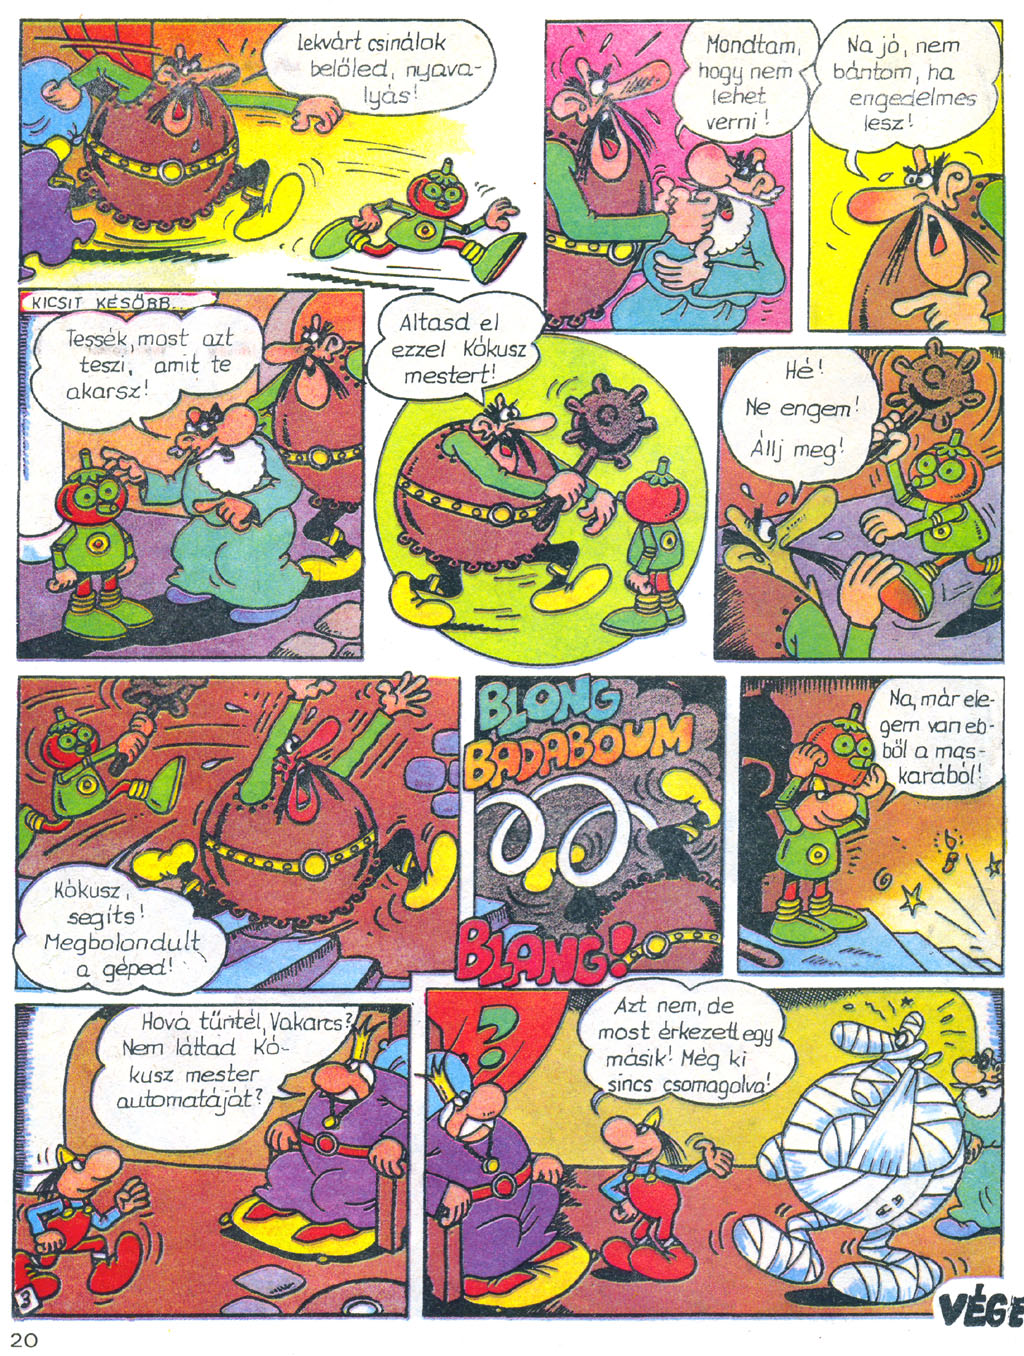 Lekvárt csinálok
belőled, nyava-
lyás!
Mondtam,
hogy nem
lehet
verni!
Na jó, nem
bántom, ha
engedelmes
lesz!
KICSIT KÉSŐBB...
Tessék, most azt
teszi, amit te
akarsz!
Altasd el
ezzel Kókusz
mestert!
Hé!
Ne engem!
Állj meg!
Kókusz,
segíts!
Megbolondult
a géped!
BLONG
BADABOUM
BLANG!
Na, már ele-
gem van eb-
ből a mas-
karából!
Hová tűntél, Vakarcs?
Nem láttad Kó-
kusz mester
automatáját?
?
Azt nem, de
most érkezett egy
másik! Még ki
sincs csomagolva!
3
VÉGE
20